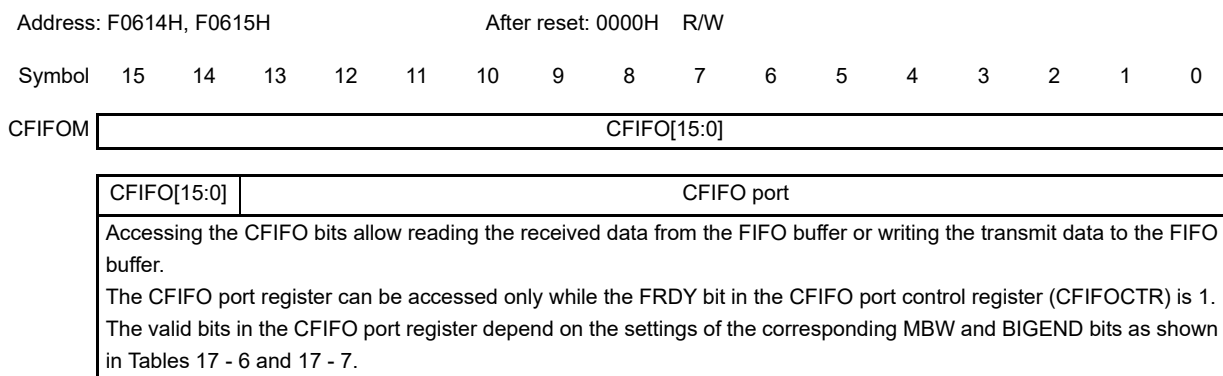 Address: F0614H, F0615H After reset: 0000H R/W
Symbol 15 14 13 12 11 10 9 8 7 6 5 4 3 2 1 0
CFIFOM CFIFO[15:0]
CFIFO[15:0] CFIFO port
Accessing the CFIFO bits allow reading the received data from the FIFO buffer or writing the transmit data to the FIFO
buffer.
The CFIFO port register can be accessed only while the FRDY bit in the CFIFO port control register (CFIFOCTR) is 1.
The valid bits in the CFIFO port register depend on the settings of the corresponding MBW and BIGEND bits as shown
in Tables 17 - 6 and 17 - 7.